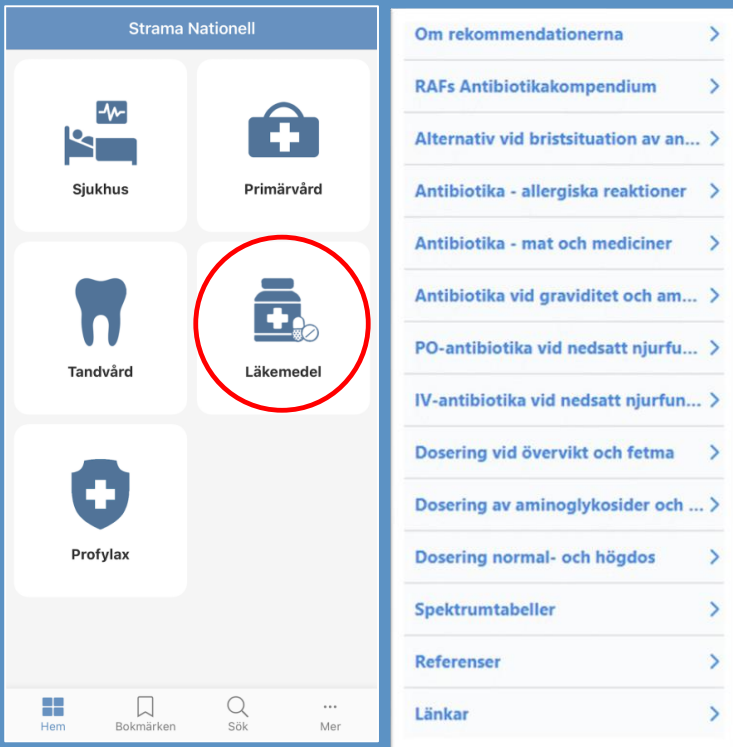 Strama Nationell
Sjukhus
Primärvård
Tandvård
Läkemedel
Profylax
Hem
Bokmärken
Sök
Mer
Om rekommendationerna
RAFs Antibiotikakompendium
Alternativ vid bristsituation av an...
Antibiotika - allergiska reaktioner
Antibiotika - mat och mediciner
Antibiotika vid graviditet och am...
PO-antibiotika vid nedsatt njurfu...
IV-antibiotika vid nedsatt njurfun...
Dosering vid övervikt och fetma
Dosering av aminoglykosider och ...
Dosering normal- och högdos
Spektrumtabeller
Referenser
Länkar